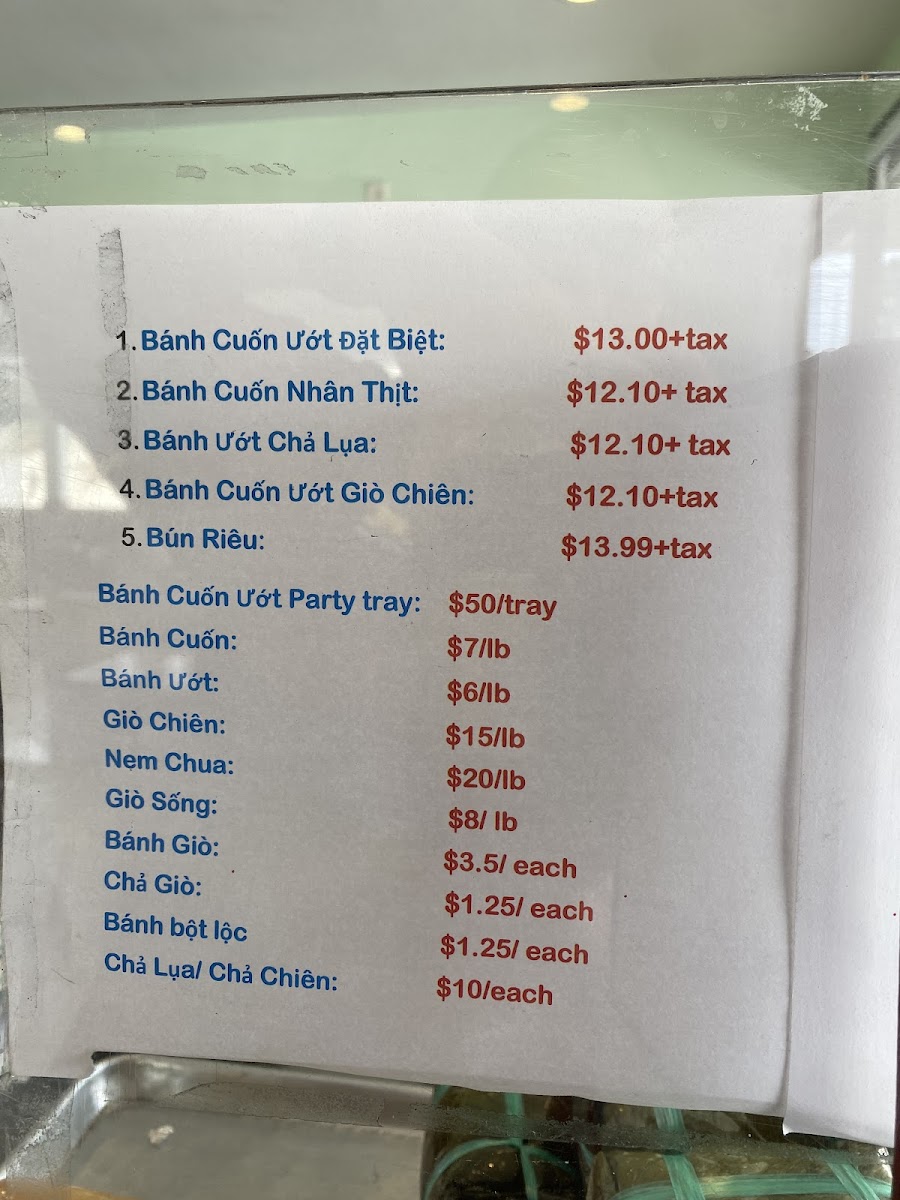 1. Bánh Cuốn Ướt Đặt Biệt: $13.00+tax
2. Bánh Cuốn Nhân Thịt: $12.10+ tax
3. Bánh Ướt Chả Lụa: $12.10+ tax
4. Bánh Cuốn Ướt Giò Chiên: $12.10+tax
5. Bún Riêu: $13.99+tax
Bánh Cuốn Ướt Party tray: $50/tray
Bánh Cuốn: $7/lb
Bánh Ướt: $6/lb
Giò Chiên: $15/lb
Nẹm Chua: $20/lb
Giò Sống: $8/ lb
Bánh Giò: $3.5/ each
Chả Giò: $1.25/ each
Bánh bột lộc $1.25/ each
Chả Lụa/ Chả Chiên: $10/each